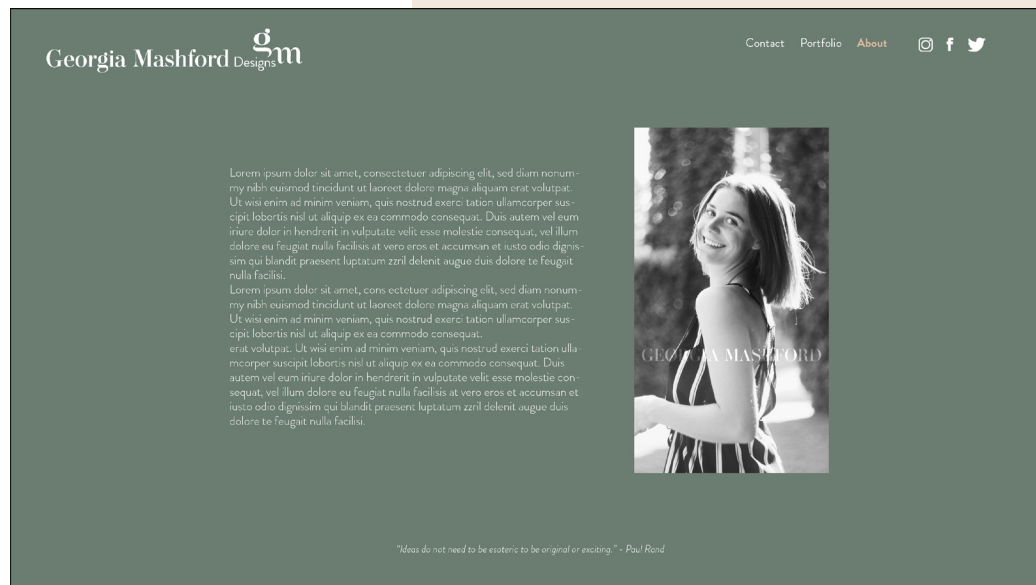 Georgia Mashford Designs gm
Contact Portfolio About
Lorem ipsum dolor sit amet, consectetuer adipiscing elit, sed diam nonum-
my nibh euismod tincidunt ut laoreet dolore magna aliquam erat volutpat.
Ut wisi enim ad minim veniam, quis nostrud exerci tation ullamcorper sus-
cipit lobortis nisl ut aliquip ex ea commodo consequat. Duis autem vel eum
iriure dolor in hendrerit in vulputate velit esse molestie consequat, vel illum
dolore eu feugiat nulla facilisis at vero eros et accumsan et iusto odio dignis-
sim qui blandit praesent luptatum zzril delenit augue duis dolore te feugait
nulla facilisi.
Lorem ipsum dolor sit amet, cons ectetuer adipiscing elit, sed diam nonum-
my nibh euismod tincidunt ut laoreet dolore magna aliquam erat volutpat.
Ut wisi enim ad minim veniam, quis nostrud exerci tation ullamcorper sus-
cipit lobortis nisl ut aliquip ex ea commodo consequat.
erat volutpat. Ut wisi enim ad minim veniam, quis nostrud exerci tation ulla-
mcorper suscipit lobortis nisl ut aliquip ex ea commodo consequat. Duis
autem vel eum iriure dolor in hendrerit in vulputate velit esse molestie con-
sequat, vel illum dolore eu feugiat nulla facilisis at vero eros et accumsan et
iusto odio dignissim qui blandit praesent luptatum zzril delenit augue duis
dolore te feugait nulla facilisi.
GEORGIA MASHFORD
"Ideas do not need to be esoteric to be original or exciting." - Paul Rand